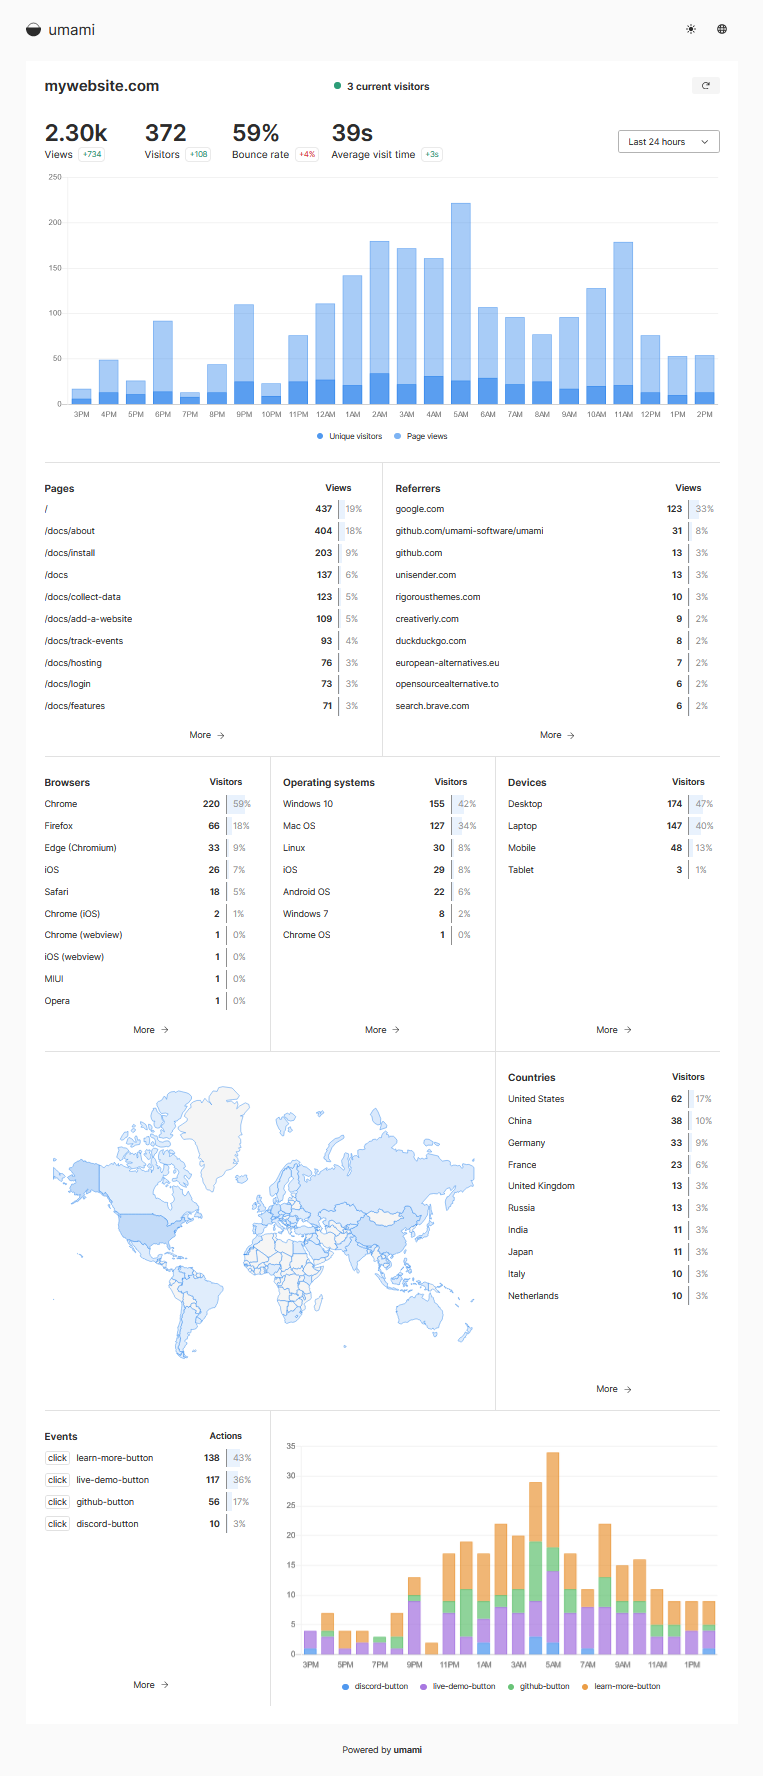 umami
mywebsite.com
3 current visitors
2.30k 372 59% 39s
Views +734 Visitors +108 Bounce rate +4% Average visit time +3s
Last 24 hours
250
200
150
100
50
0
3PM 4PM 5PM 6PM 7PM 8PM 9PM 10PM 11PM 12AM 1AM 2AM 3AM 4AM 5AM 6AM 7AM 8AM 9AM 10AM 11AM 12PM 1PM 2PM
Unique visitors Page views
Pages Views
/ 437 19%
/docs/about 404 18%
/docs/install 203 9%
/docs 137 6%
/docs/collect-data 123 5%
/docs/add-a-website 109 5%
/docs/track-events 93 4%
/docs/hosting 76 3%
/docs/login 73 3%
/docs/features 71 3%
More
Referrers Views
google.com 123 33%
github.com/umami-software/umami 31 8%
github.com 13 3%
unisender.com 13 3%
rigorousthemes.com 10 3%
creativerly.com 9 2%
duckduckgo.com 8 2%
european-alternatives.eu 7 2%
opensourcealternative.to 6 2%
search.brave.com 6 2%
More
Browsers Visitors
Chrome 220 59%
Firefox 66 18%
Edge (Chromium) 33 9%
iOS 26 7%
Safari 18 5%
Chrome (iOS) 2 1%
Chrome (webview) 1 0%
iOS (webview) 1 0%
MIUI 1 0%
Opera 1 0%
More
Operating systems Visitors
Windows 10 155 42%
Mac OS 127 34%
Linux 30 8%
iOS 29 8%
Android OS 22 6%
Windows 7 8 2%
Chrome OS 1 0%
More
Devices Visitors
Desktop 174 47%
Laptop 147 40%
Mobile 48 13%
Tablet 3 1%
More
Countries Visitors
United States 62 17%
China 38 10%
Germany 33 9%
France 23 6%
United Kingdom 13 3%
Russia 13 3%
India 11 3%
Japan 11 3%
Italy 10 3%
Netherlands 10 3%
More
Events Actions
click learn-more-button 138 43%
click live-demo-button 117 36%
click github-button 56 17%
click discord-button 10 3%
More
35
30
25
20
15
10
5
0
3PM 5PM 7PM 9PM 11PM 1AM 3AM 5AM 7AM 9AM 11AM 1PM
discord-button live-demo-button github-button learn-more-button
Powered by umami